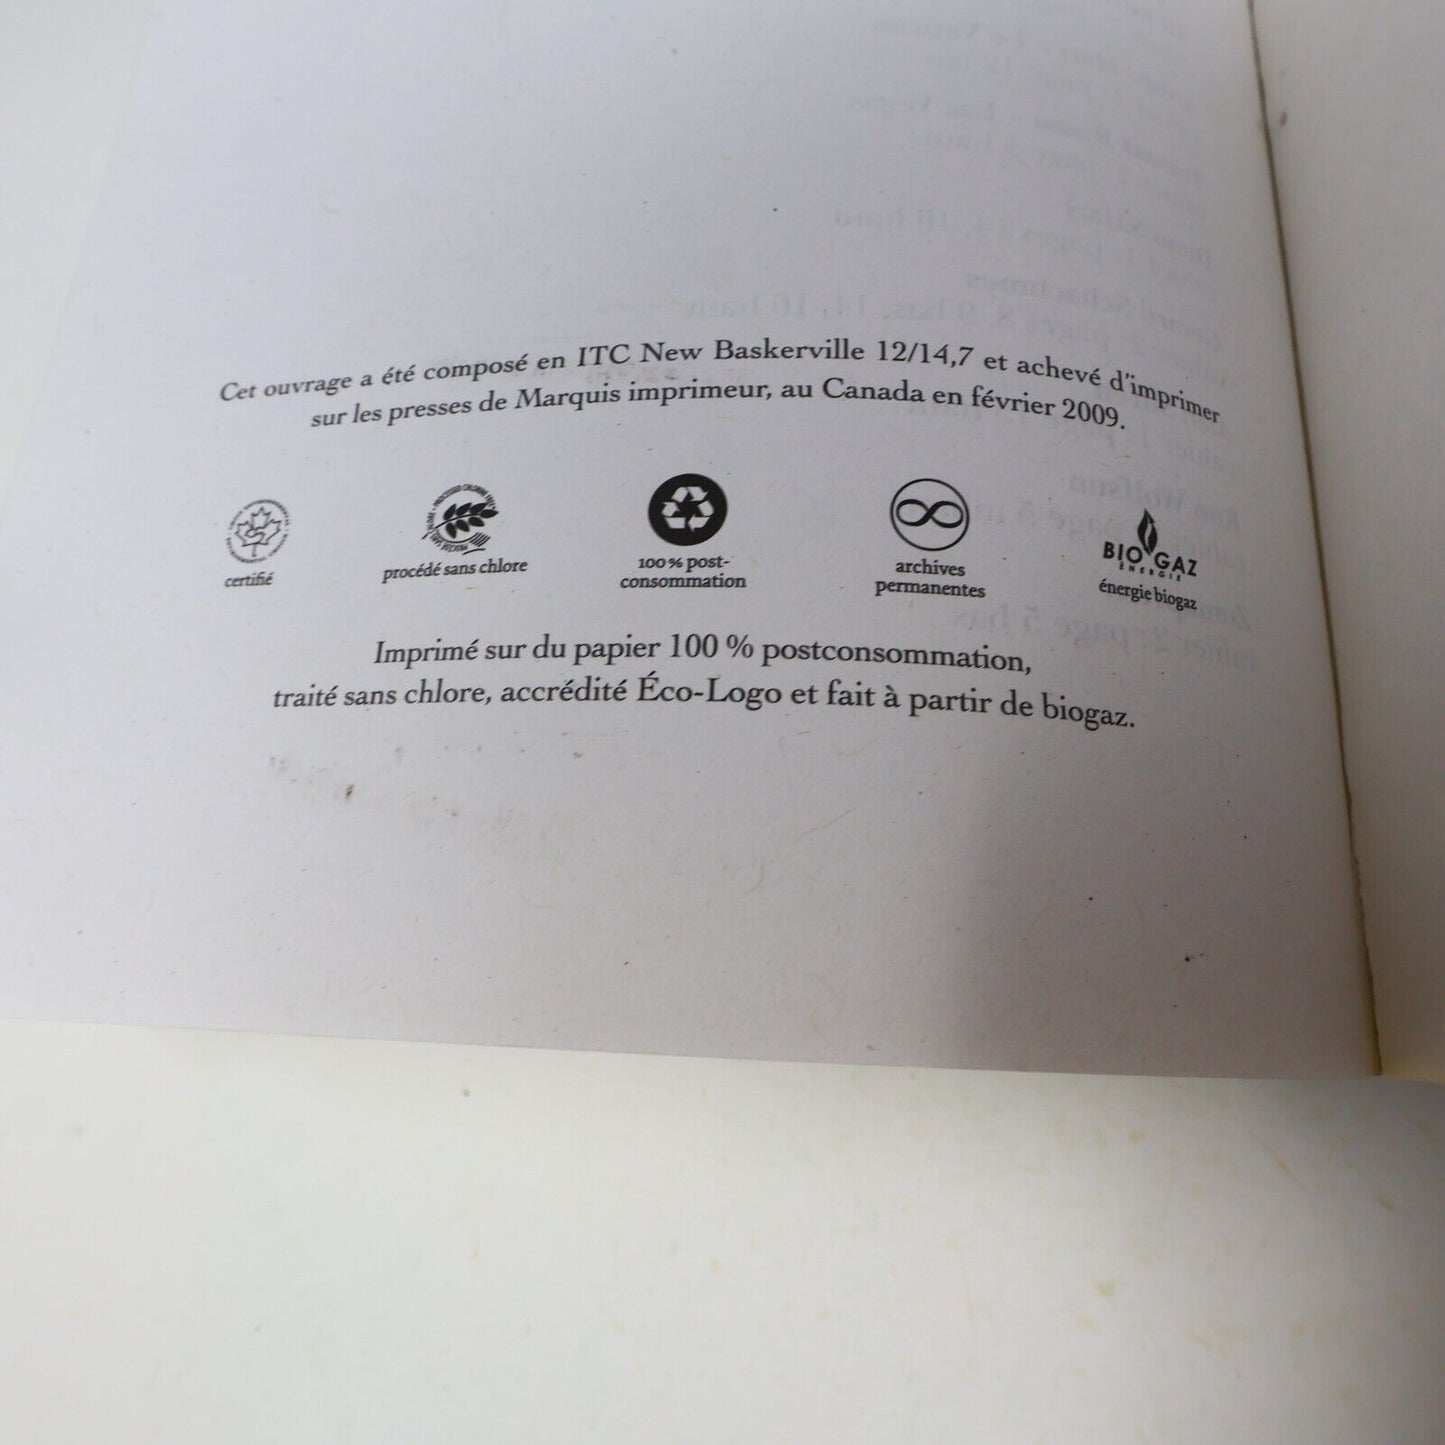 Cet ouvrage a été composé en ITC New Baskerville 12/14,7 et achevé d'imprimer
sur les presses de Marquis imprimeur, au Canada en février 2009.
certifié
procédé sans chlore
100 % post-
consommation
archives
permanentes
BIO GAZ
ÉNERGIE
énergie biogaz
Imprimé sur du papier 100 % postconsommation,
traité sans chlore, accrédité Éco-Logo et fait à partir de biogaz.